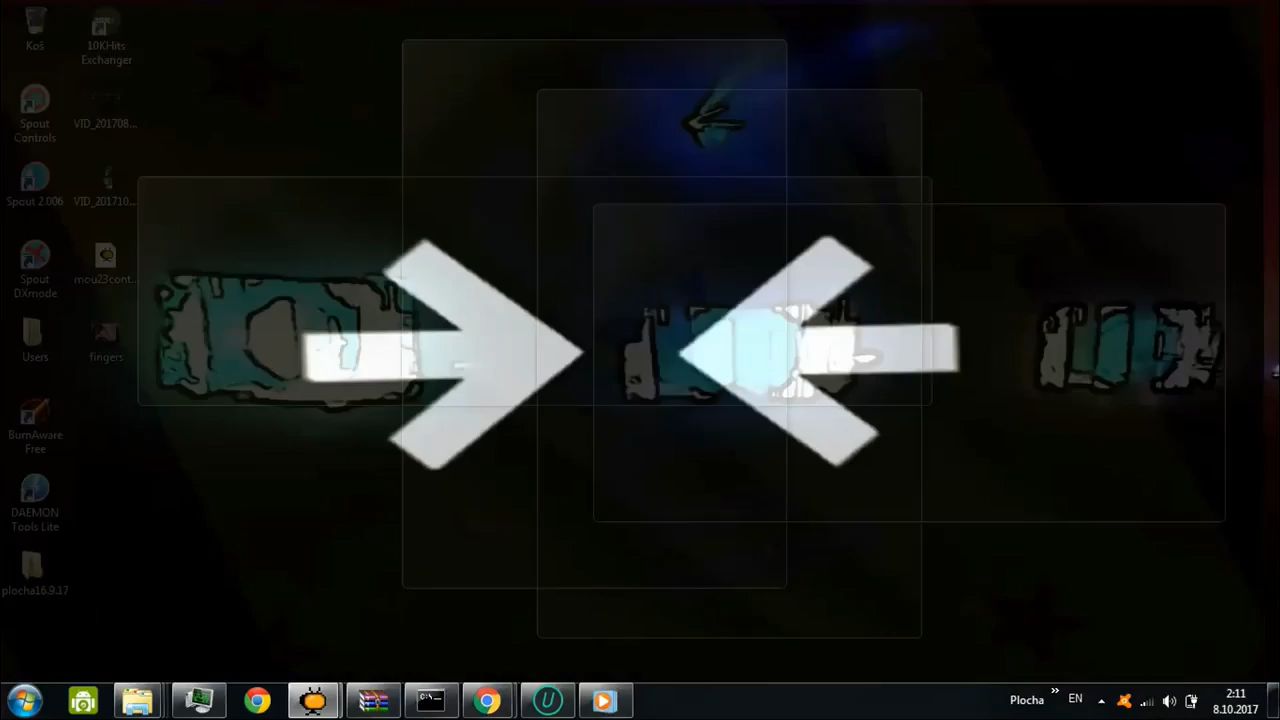 Koš
10KHits
Exchanger
Spout
Controls
VID_201708...
Spout 2.006
VID_201710...
Spout
DXmode
mou23cont...
Users
fingers
BurnAware
Free
DAEMON
Tools Lite
plocha16.9.17
C:\_
Plocha
»
EN
2:11
8.10.2017